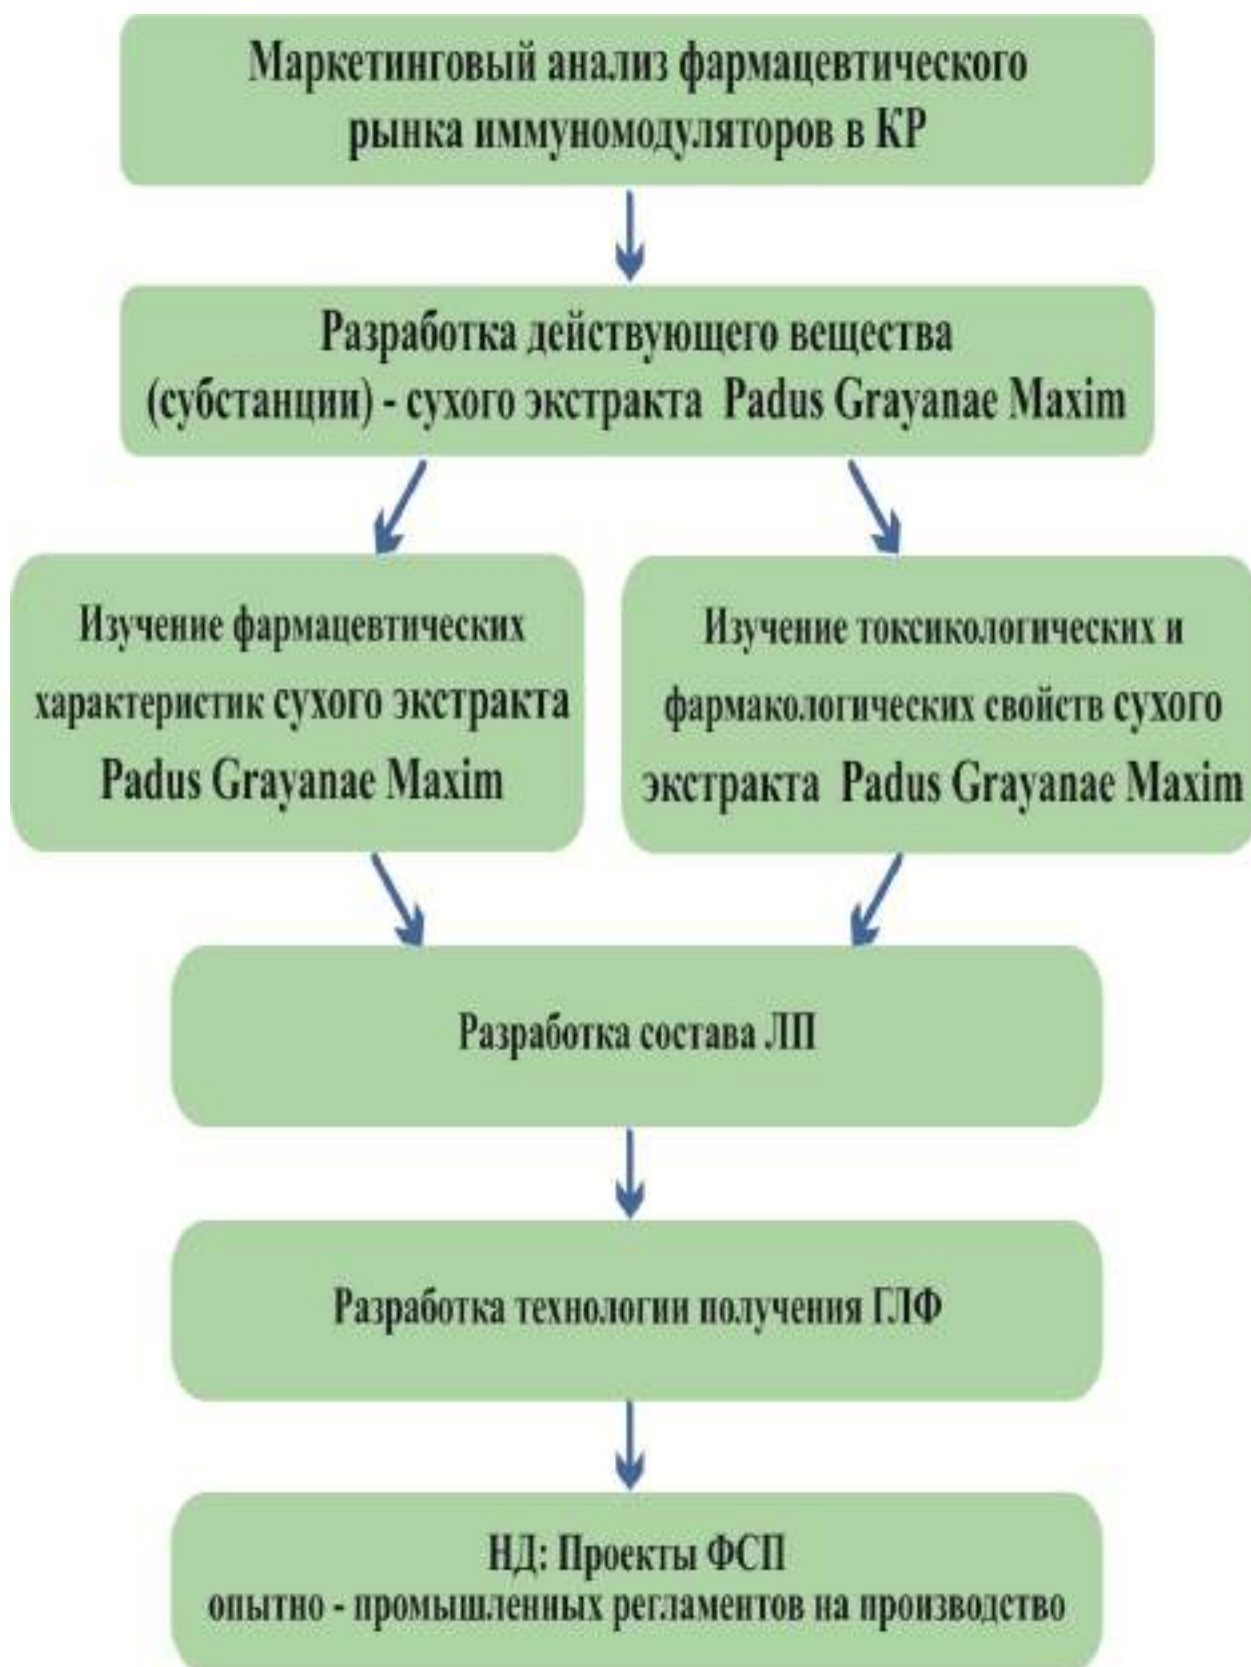 Маркетинговый анализ фармацевтического
рынка иммуномодуляторов в КР
Разработка действующего вещества
(субстанции) - сухого экстракта Padus Grayanae Maxim
Изучение фармацевтических
характеристик сухого экстракта
Padus Grayanae Maxim
Изучение токсикологических и
фармакологических свойств сухого
экстракта Padus Grayanae Maxim
Разработка состава ЛП
Разработка технологии получения ГЛФ
НД: Проекты ФСП
опытно - промышленных регламентов на производство